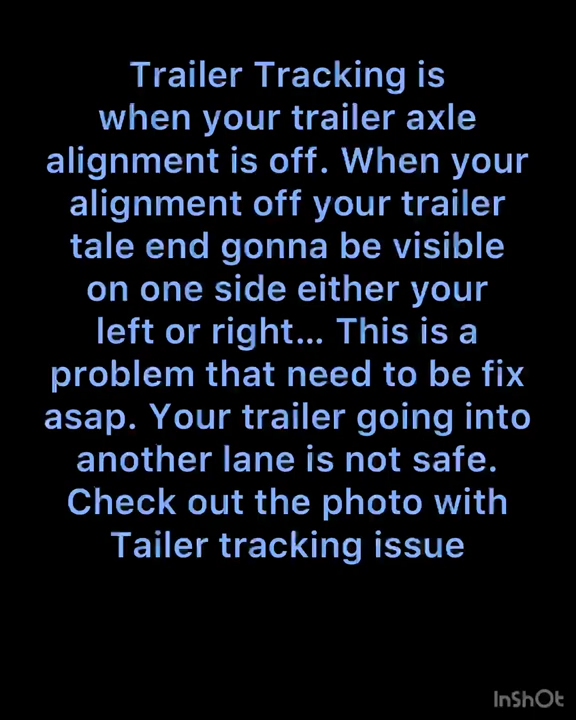 Trailer Tracking is
when your trailer axle
alignment is off. When your
alignment off your trailer
tale end gonna be visible
on one side either your
left or right... This is a
problem that need to be fix
asap. Your trailer going into
another lane is not safe.
Check out the photo with
Tailer tracking issue
InShOt